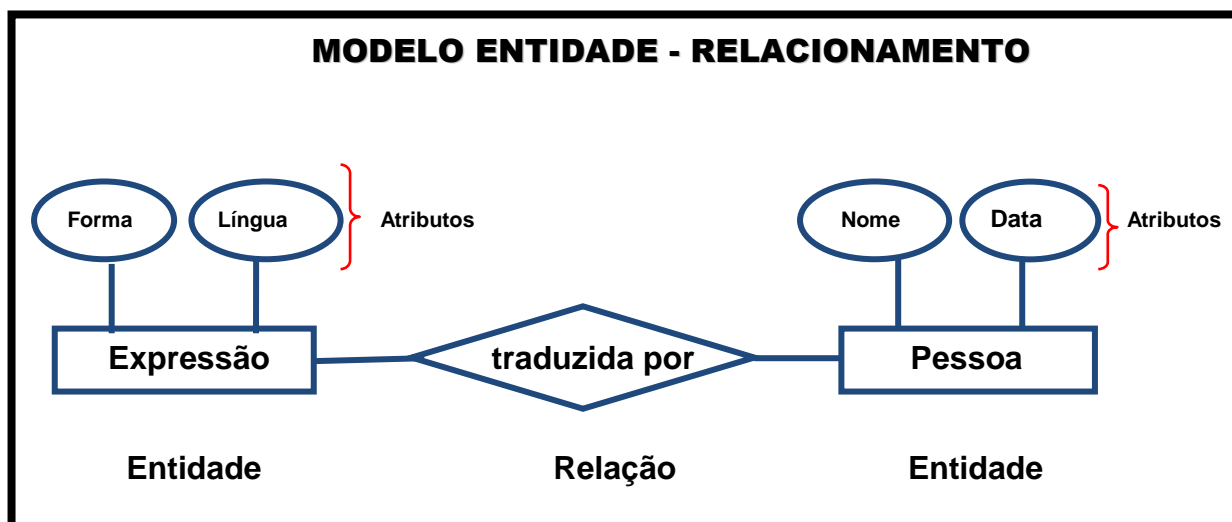 MODELO ENTIDADE - RELACIONAMENTO
Forma Língua Atributos Nome Data Atributos
Expressão traduzida por Pessoa
Entidade Relação Entidade